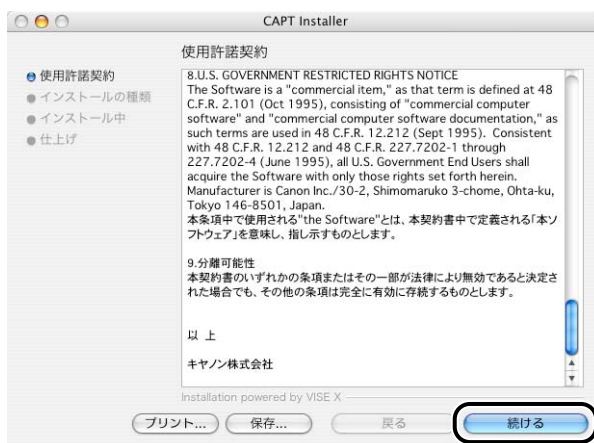 CAPT Installer
使用許諾契約
使用許諾契約
インストールの種類
インストール中
仕上げ
8.U.S. GOVERNMENT RESTRICTED RIGHTS NOTICE
The Software is a "commercial item," as that term is defined at 48
C.F.R. 2.101 (Oct 1995), consisting of "commercial computer
software" and "commercial computer software documentation," as
such terms are used in 48 C.F.R. 12.212 (Sept 1995).  Consistent
with 48 C.F.R. 12.212 and 48 C.F.R. 227.7202-1 through
227.7202-4 (June 1995), all U.S. Government End Users shall
acquire the Software with only those rights set forth herein.
Manufacturer is Canon Inc./30-2, Shimomaruko 3-chome, Ohta-ku,
Tokyo 146-8501, Japan.
本条項中で使用される"the Software"とは、本契約書中で定義される「本ソ
フトウェア」を意味し、指し示すものとします。
9.分離可能性
本契約書のいずれかの条項またはその一部が法律により無効であると決定さ
れた場合でも、その他の条項は完全に有効に存続するものとします。
以 上
キヤノン株式会社
Installation powered by VISE X
プリント... 保存... 戻る 続ける